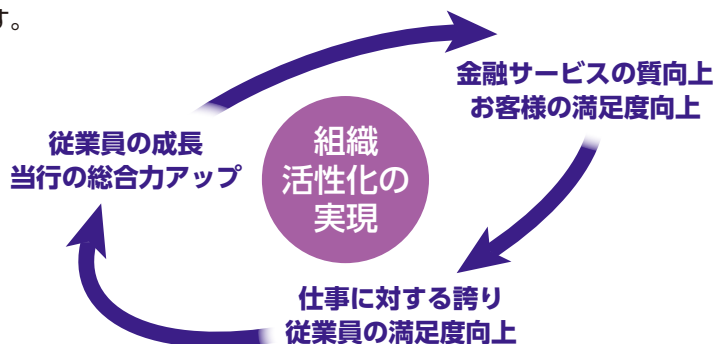 す。
金融サービスの質向上
お客様の満足度向上
従業員の成長
当行の総合力アップ
組織
活性化の
実現
仕事に対する誇り
従業員の満足度向上